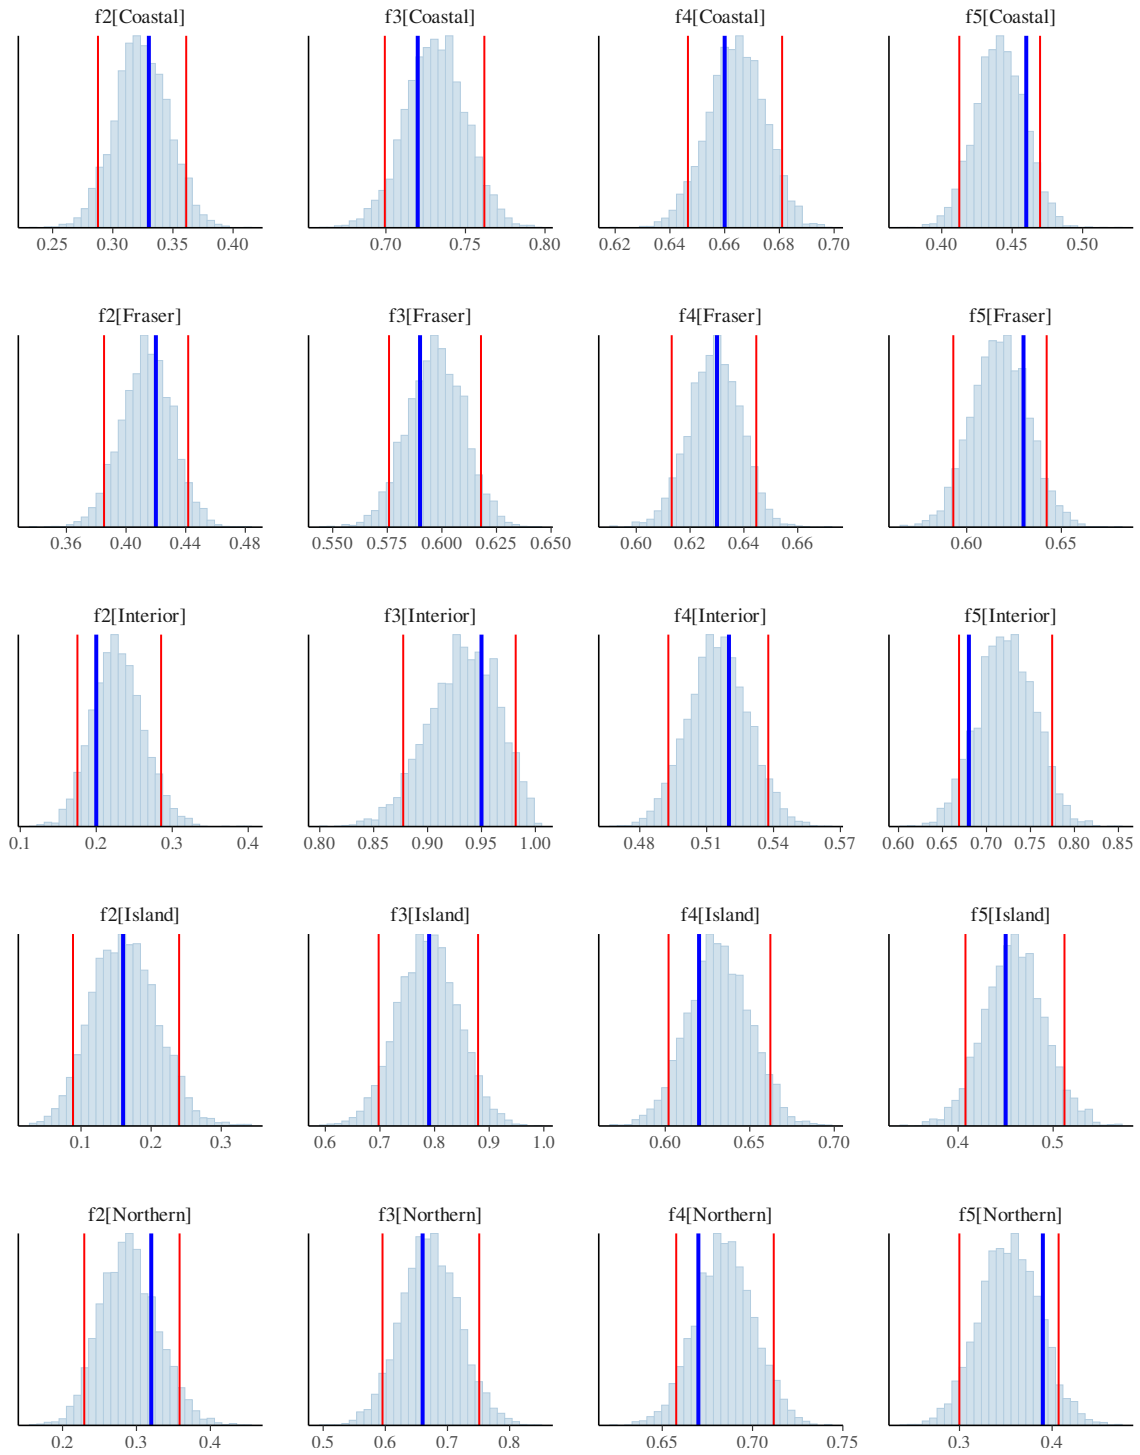 f2[Coastal] f3[Coastal] f4[Coastal] f5[Coastal]
0.25 0.30 0.35 0.40 0.70 0.75 0.80 0.62 0.64 0.66 0.68 0.70 0.40 0.45 0.50
f2[Fraser] f3[Fraser] f4[Fraser] f5[Fraser]
0.36 0.40 0.44 0.48 0.550 0.575 0.600 0.625 0.650 0.60 0.62 0.64 0.66 0.60 0.65
f2[Interior] f3[Interior] f4[Interior] f5[Interior]
0.1 0.2 0.3 0.4 0.80 0.85 0.90 0.95 1.00 0.48 0.51 0.54 0.57 0.60 0.65 0.70 0.75 0.80 0.85
f2[Island] f3[Island] f4[Island] f5[Island]
0.1 0.2 0.3 0.6 0.7 0.8 0.9 1.0 0.60 0.65 0.70 0.4 0.5
f2[Northern] f3[Northern] f4[Northern] f5[Northern]
0.2 0.3 0.4 0.5 0.6 0.7 0.8 0.65 0.70 0.75 0.3 0.4